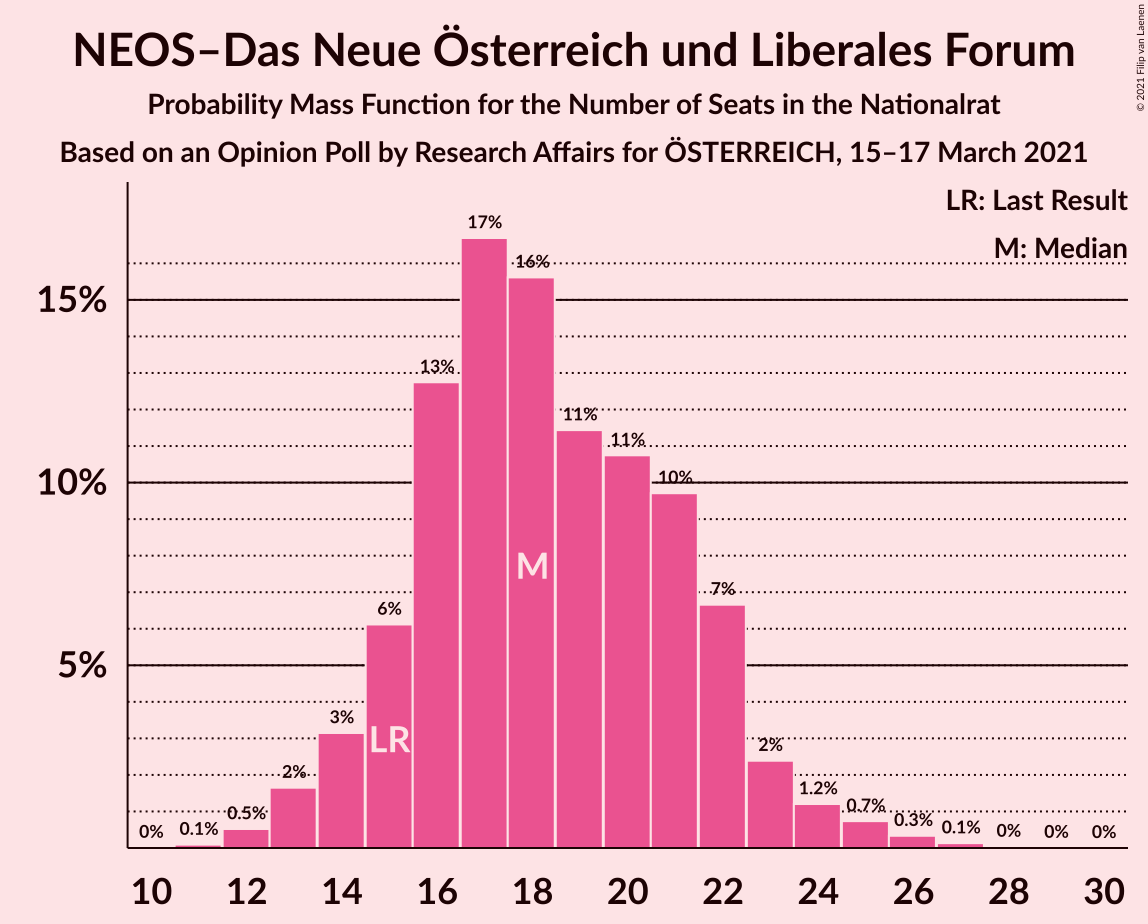 NEOS–Das Neue Österreich und Liberales Forum
Probability Mass Function for the Number of Seats in the Nationalrat
Based on an Opinion Poll by Research Affairs for ÖSTERREICH, 15–17 March 2021
© 2021 Filip van Laenen
LR: Last Result
M: Median
15%
10%
5%
0%
0.1%
0.5%
2%
3%
6%
13%
17%
16%
11%
11%
10%
7%
2%
1.2%
0.7%
0.3%
0.1%
0%
0%
0%
LR
M
10 12 14 16 18 20 22 24 26 28 30